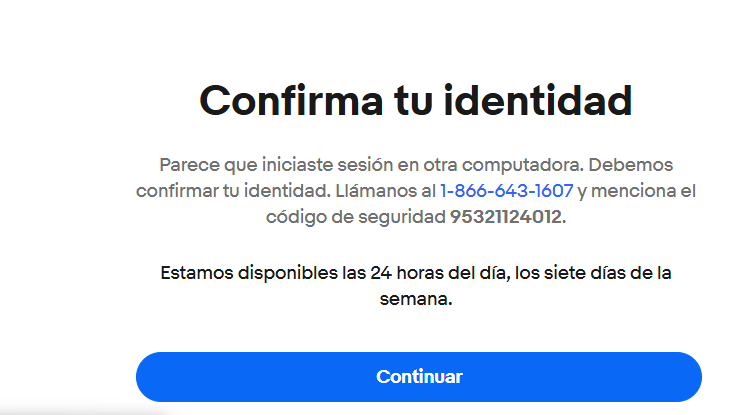 Confirma tu identidad
Parece que iniciaste sesión en otra computadora. Debemos
confirmar tu identidad. Llámanos al 1-866-643-1607 y menciona el
código de seguridad 95321124012.
Estamos disponibles las 24 horas del día, los siete días de la
semana.
Continuar